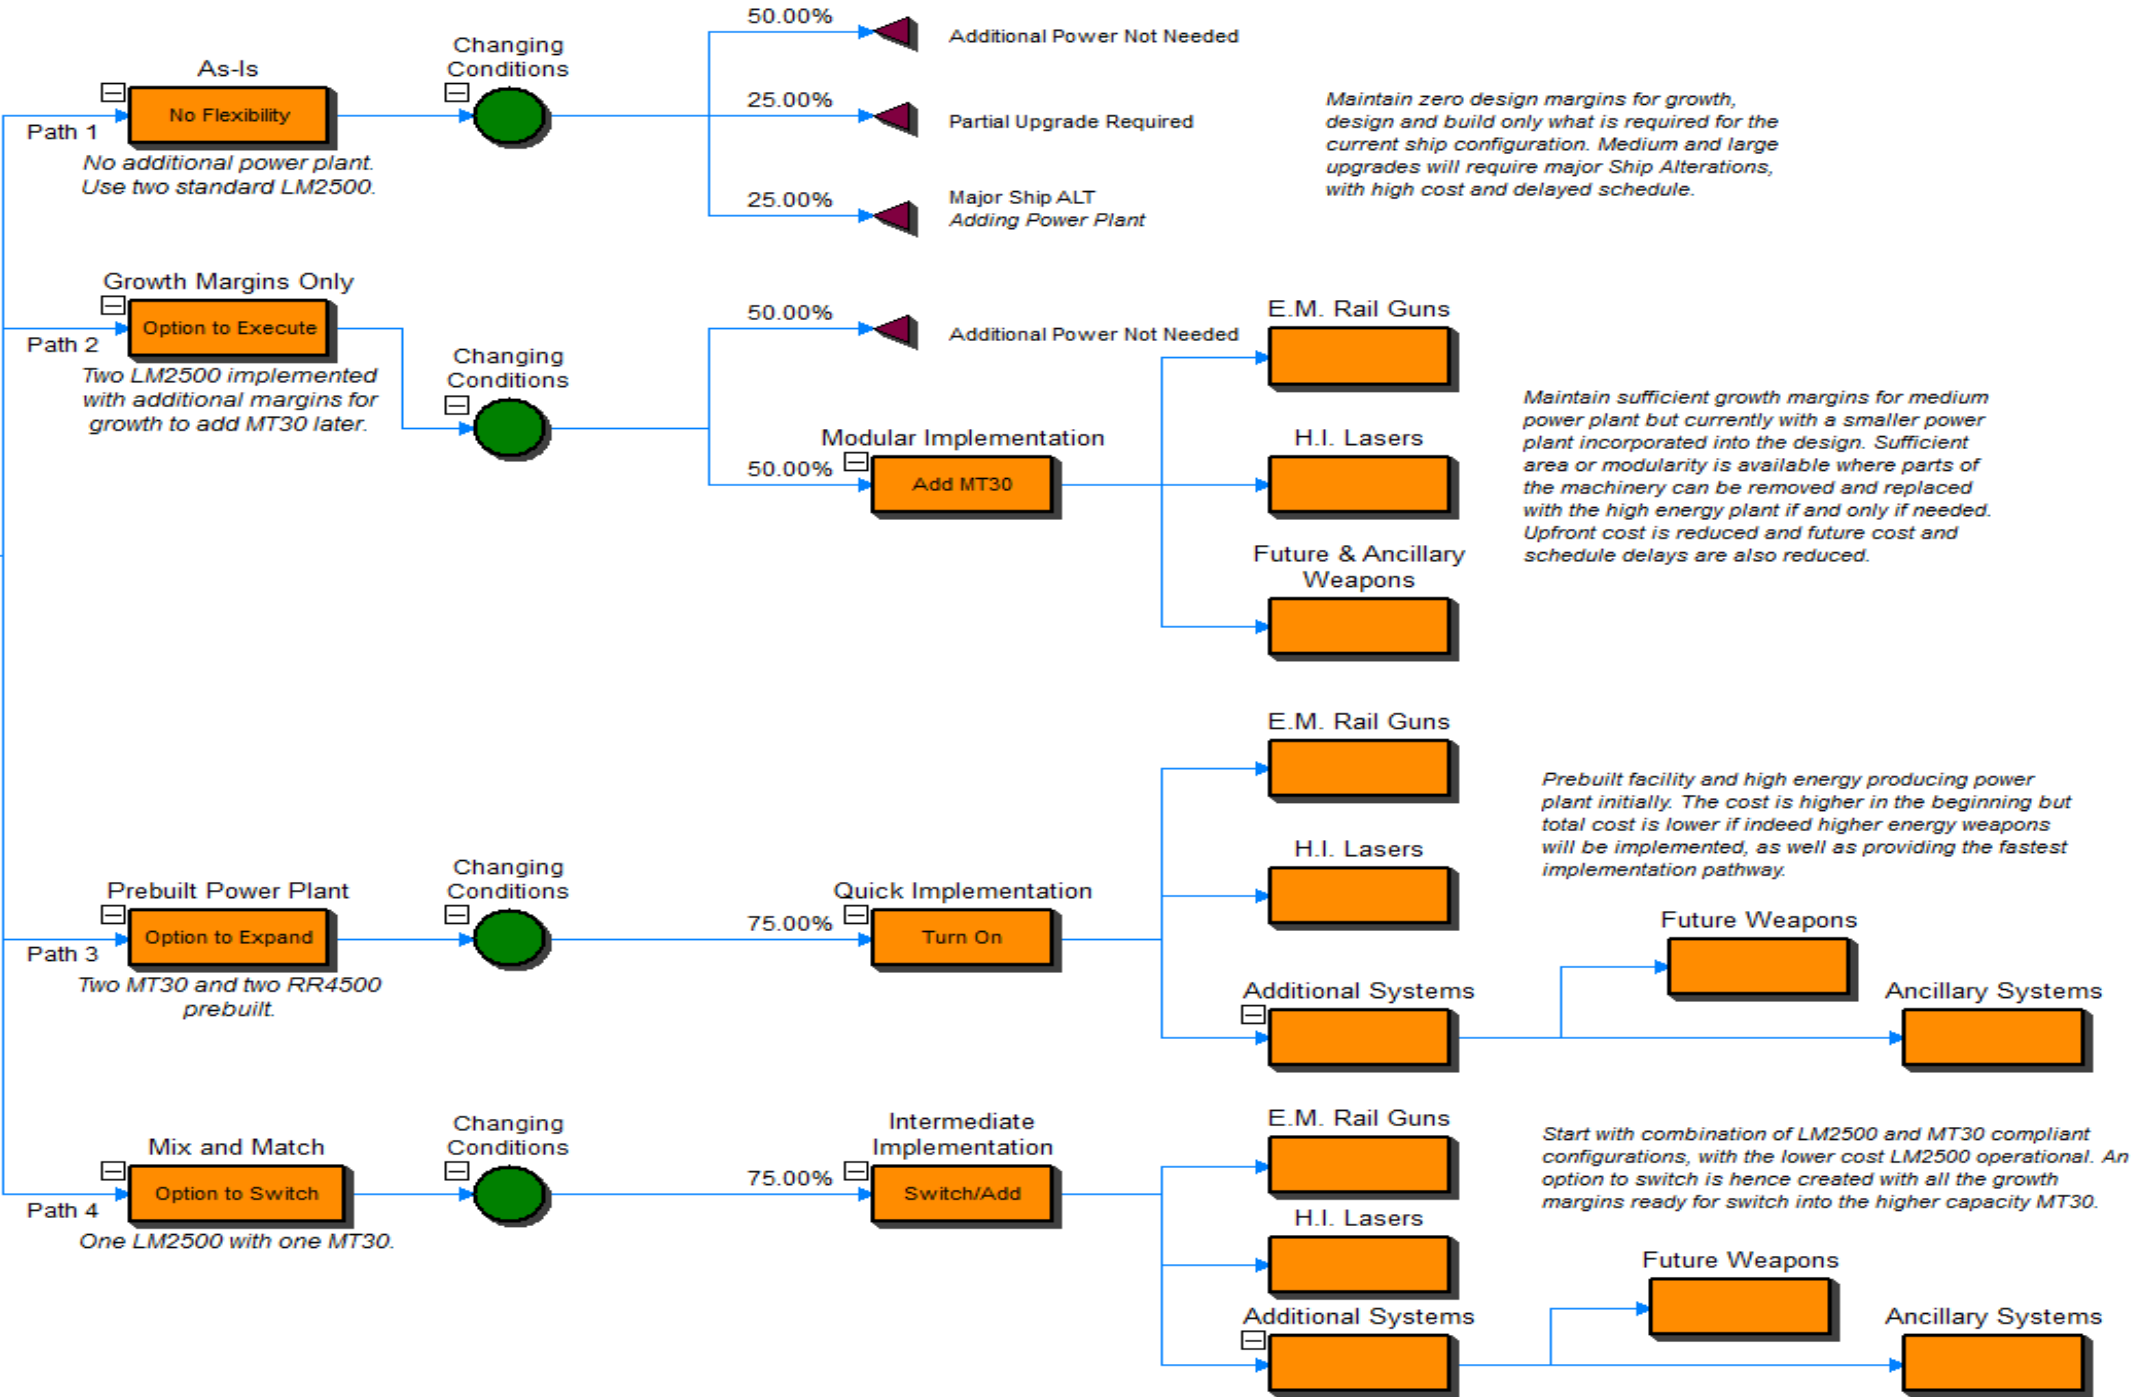 As-Is
No Flexibility
Path 1
No additional power plant.
Use two standard LM2500.
Changing
Conditions
50.00%
Additional Power Not Needed
25.00%
Partial Upgrade Required
25.00%
Major Ship ALT
Adding Power Plant
Maintain zero design margins for growth,
design and build only what is required for the
current ship configuration. Medium and large
upgrades will require major Ship Alterations,
with high cost and delayed schedule.
Growth Margins Only
Option to Execute
Path 2
Two LM2500 implemented
with additional margins for
growth to add MT30 later.
Changing
Conditions
50.00%
Additional Power Not Needed
50.00%
Modular Implementation
Add MT30
E.M. Rail Guns
H.I. Lasers
Future & Ancillary
Weapons
Maintain sufficient growth margins for medium
power plant but currently with a smaller power
plant incorporated into the design. Sufficient
area or modularity is available where parts of
the machinery can be removed and replaced
with the high energy plant if and only if needed.
Upfront cost is reduced and future cost and
schedule delays are also reduced.
Prebuilt Power Plant
Option to Expand
Path 3
Two MT30 and two RR4500
prebuilt.
Changing
Conditions
75.00%
Quick Implementation
Turn On
E.M. Rail Guns
H.I. Lasers
Additional Systems
Future Weapons
Ancillary Systems
Prebuilt facility and high energy producing power
plant initially. The cost is higher in the beginning but
total cost is lower if indeed higher energy weapons
will be implemented, as well as providing the fastest
implementation pathway.
Mix and Match
Option to Switch
Path 4
One LM2500 with one MT30.
Changing
Conditions
75.00%
Intermediate
Implementation
Switch/Add
E.M. Rail Guns
H.I. Lasers
Additional Systems
Future Weapons
Ancillary Systems
Start with combination of LM2500 and MT30 compliant
configurations, with the lower cost LM2500 operational. An
option to switch is hence created with all the growth
margins ready for switch into the higher capacity MT30.